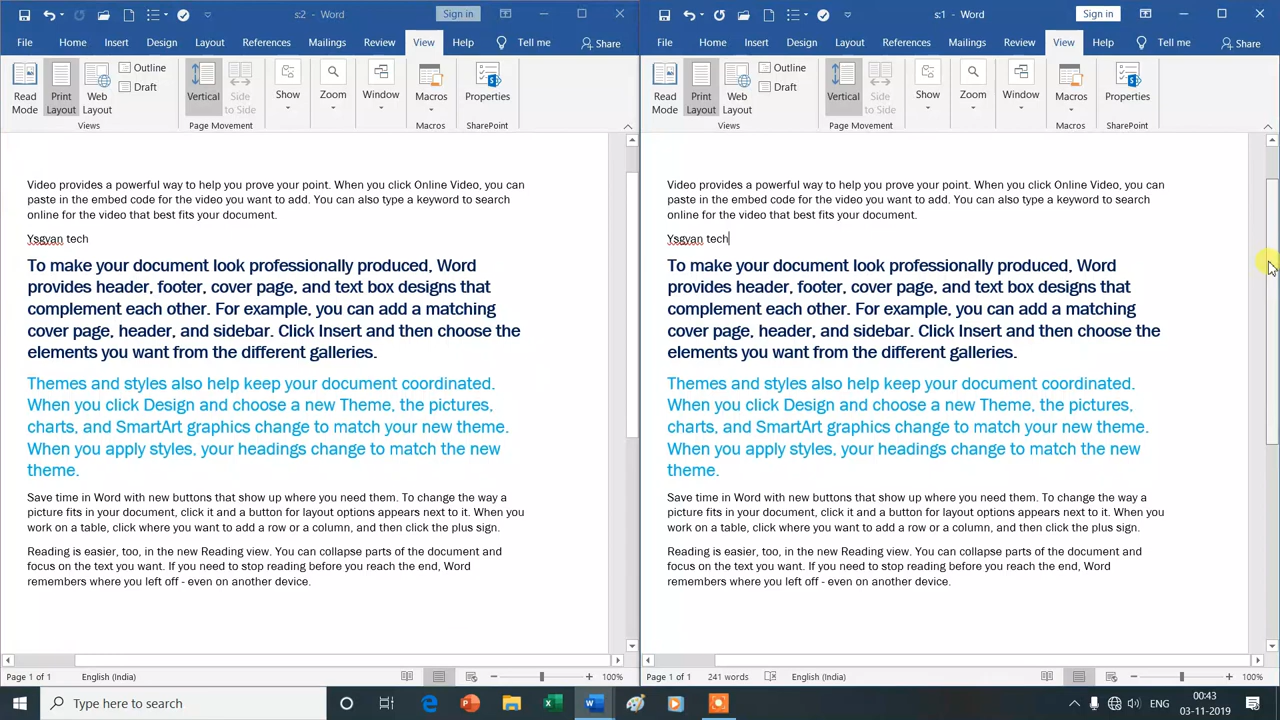 s:2 - Word
Sign in
File Home Insert Design Layout References Mailings Review View Help Tell me Share
Read Mode
Print Layout
Web Layout
Outline
Draft
Views
Vertical
Side to Side
Page Movement
Show
Zoom
Window
Macros
Macros
Properties
SharePoint
Video provides a powerful way to help you prove your point. When you click Online Video, you can
paste in the embed code for the video you want to add. You can also type a keyword to search
online for the video that best fits your document.
Ysgyan tech
To make your document look professionally produced, Word
provides header, footer, cover page, and text box designs that
complement each other. For example, you can add a matching
cover page, header, and sidebar. Click Insert and then choose the
elements you want from the different galleries.
Themes and styles also help keep your document coordinated.
When you click Design and choose a new Theme, the pictures,
charts, and SmartArt graphics change to match your new theme.
When you apply styles, your headings change to match the new
theme.
Save time in Word with new buttons that show up where you need them. To change the way a
picture fits in your document, click it and a button for layout options appears next to it. When you
work on a table, click where you want to add a row or a column, and then click the plus sign.
Reading is easier, too, in the new Reading view. You can collapse parts of the document and
focus on the text you want. If you need to stop reading before you reach the end, Word
remembers where you left off - even on another device.
Page 1 of 1 English (India) 100%
s:1 - Word
Sign in
File Home Insert Design Layout References Mailings Review View Help Tell me Share
Read Mode
Print Layout
Web Layout
Outline
Draft
Views
Vertical
Side to Side
Page Movement
Show
Zoom
Window
Macros
Macros
Properties
SharePoint
Video provides a powerful way to help you prove your point. When you click Online Video, you can
paste in the embed code for the video you want to add. You can also type a keyword to search
online for the video that best fits your document.
Ysgyan tech
To make your document look professionally produced, Word
provides header, footer, cover page, and text box designs that
complement each other. For example, you can add a matching
cover page, header, and sidebar. Click Insert and then choose the
elements you want from the different galleries.
Themes and styles also help keep your document coordinated.
When you click Design and choose a new Theme, the pictures,
charts, and SmartArt graphics change to match your new theme.
When you apply styles, your headings change to match the new
theme.
Save time in Word with new buttons that show up where you need them. To change the way a
picture fits in your document, click it and a button for layout options appears next to it. When you
work on a table, click where you want to add a row or a column, and then click the plus sign.
Reading is easier, too, in the new Reading view. You can collapse parts of the document and
focus on the text you want. If you need to stop reading before you reach the end, Word
remembers where you left off - even on another device.
Page 1 of 1 241 words English (India) 100%
Type here to search
ENG
00:43
03-11-2019